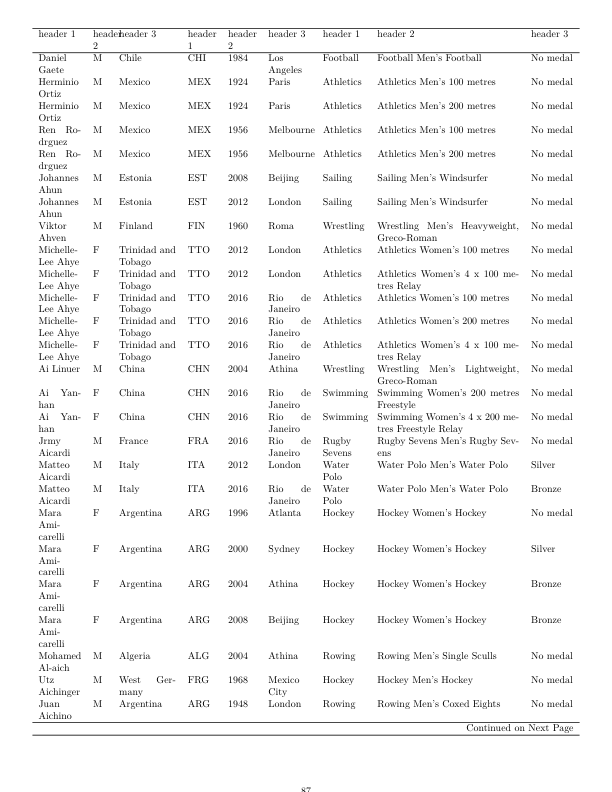 header 1 header 2 header 3 header 1 header 2 header 3 header 1 header 2 header 3
Daniel Gaete M Chile CHI 1984 Los Angeles Football Football Men's Football No medal
Herminio Ortiz M Mexico MEX 1924 Paris Athletics Athletics Men's 100 metres No medal
Herminio Ortiz M Mexico MEX 1924 Paris Athletics Athletics Men's 200 metres No medal
Ren Rodrguez M Mexico MEX 1956 Melbourne Athletics Athletics Men's 100 metres No medal
Ren Rodrguez M Mexico MEX 1956 Melbourne Athletics Athletics Men's 200 metres No medal
Johannes Ahun M Estonia EST 2008 Beijing Sailing Sailing Men's Windsurfer No medal
Johannes Ahun M Estonia EST 2012 London Sailing Sailing Men's Windsurfer No medal
Viktor Ahven M Finland FIN 1960 Roma Wrestling Wrestling Men's Heavyweight, Greco-Roman No medal
Michelle-Lee Ahye F Trinidad and Tobago TTO 2012 London Athletics Athletics Women's 100 metres No medal
Michelle-Lee Ahye F Trinidad and Tobago TTO 2012 London Athletics Athletics Women's 4 x 100 metres Relay No medal
Michelle-Lee Ahye F Trinidad and Tobago TTO 2016 Rio de Janeiro Athletics Athletics Women's 100 metres No medal
Michelle-Lee Ahye F Trinidad and Tobago TTO 2016 Rio de Janeiro Athletics Athletics Women's 200 metres No medal
Michelle-Lee Ahye F Trinidad and Tobago TTO 2016 Rio de Janeiro Athletics Athletics Women's 4 x 100 metres Relay No medal
Ai Linuer M China CHN 2004 Athina Wrestling Wrestling Men's Lightweight, Greco-Roman No medal
Ai Yanhan F China CHN 2016 Rio de Janeiro Swimming Swimming Women's 200 metres Freestyle No medal
Ai Yanhan F China CHN 2016 Rio de Janeiro Swimming Swimming Women's 4 x 200 metres Freestyle Relay No medal
Jrmy Aicardi M France FRA 2016 Rio de Janeiro Rugby Sevens Rugby Sevens Men's Rugby Sevens No medal
Matteo Aicardi M Italy ITA 2012 London Water Polo Water Polo Men's Water Polo Silver
Matteo Aicardi M Italy ITA 2016 Rio de Janeiro Water Polo Water Polo Men's Water Polo Bronze
Mara Amicarelli F Argentina ARG 1996 Atlanta Hockey Hockey Women's Hockey No medal
Mara Amicarelli F Argentina ARG 2000 Sydney Hockey Hockey Women's Hockey Silver
Mara Amicarelli F Argentina ARG 2004 Athina Hockey Hockey Women's Hockey Bronze
Mara Amicarelli F Argentina ARG 2008 Beijing Hockey Hockey Women's Hockey Bronze
Mohamed Al-aich M Algeria ALG 2004 Athina Rowing Rowing Men's Single Sculls No medal
Utz Aichinger M West Germany FRG 1968 Mexico City Hockey Hockey Men's Hockey No medal
Juan Aichino M Argentina ARG 1948 London Rowing Rowing Men's Coxed Eights No medal
Continued on Next Page
87